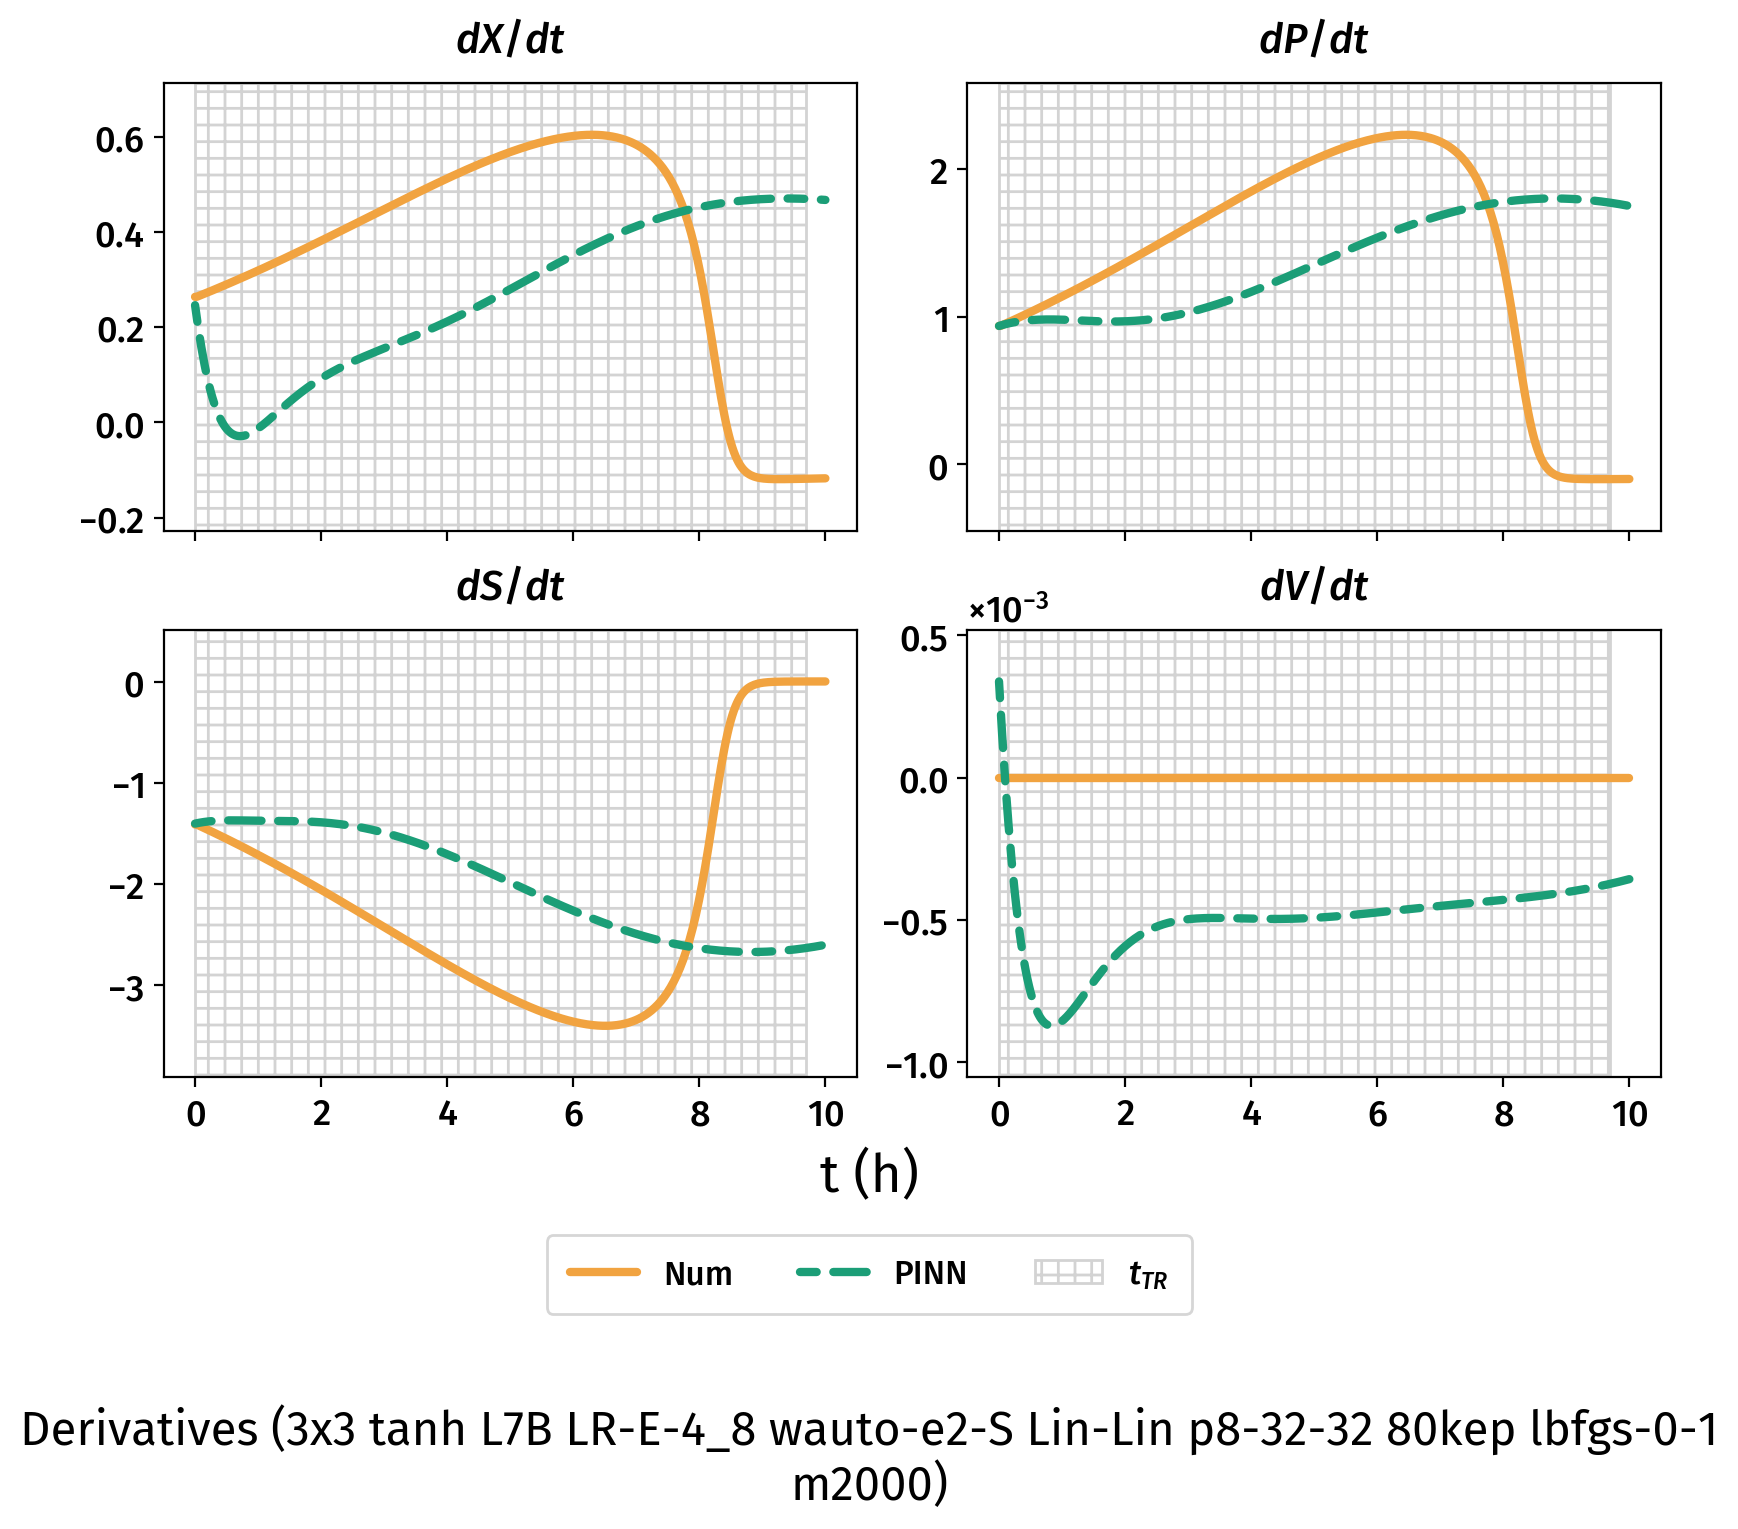 dX/dt
dP/dt
0.6
0.4
0.2
0.0
−0.2
2
1
0
dS/dt
dV/dt
×10⁻³
0
−1
−2
−3
0.5
0.0
−0.5
−1.0
0 2 4 6 8 10
0 2 4 6 8 10
t (h)
Num PINN t_TR
Derivatives (3x3 tanh L7B LR-E-4_8 wauto-e2-S Lin-Lin p8-32-32 80kep lbfgs-0-1
m2000)